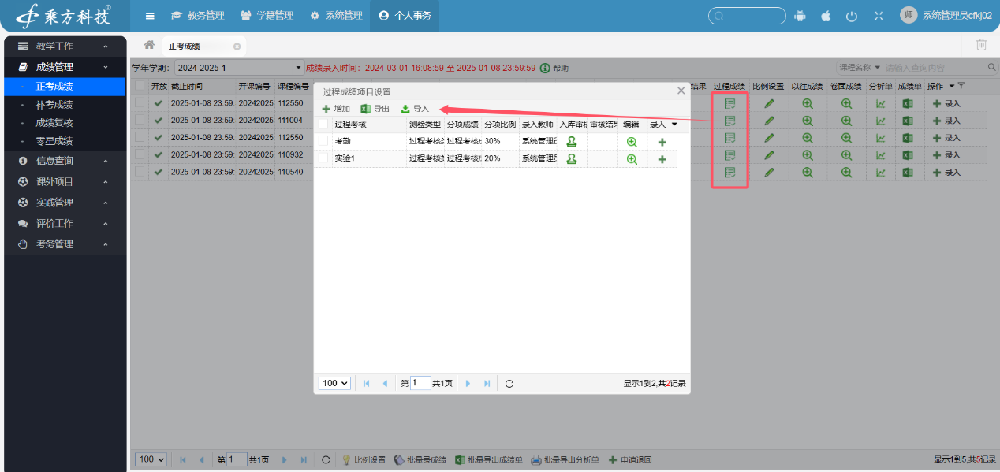 乘方科技
教务管理 学籍管理 系统管理 个人事务
师 系统管理员cfkj02
教学工作
成绩管理
正考成绩
补考成绩
成绩复核
零星成绩
信息查询
课外项目
实践管理
评价工作
考务管理
正考成绩
学年学期: 2024-2025-1 成绩录入时间: 2024-03-01 16:08:59 至 2025-01-08 23:59:59 帮助
课程名称 请输入查询内容
开放 截止时间 开课编号 课程编号 结果 过程成绩 比例设置 以往成绩 卷面成绩 分析单 成绩单 操作
2025-01-08 23:59: 20242025 112550 录入
2025-01-08 23:59: 20242025 111004 录入
2025-01-08 23:59: 20242025 112550 录入
2025-01-08 23:59: 20242025 110932 录入
2025-01-08 23:59: 20242025 110540 录入
过程成绩项目设置
增加 导出 导入
过程考核 测验类型 分项成绩 分项比例 录入教师 入库审核 审核结果 编辑 录入
考勤 过程考核 过程考核 30% 系统管理员
实验1 过程考核 过程考核 20% 系统管理员
100 第 1 共1页 显示1到2,共2记录
100 第 1 共1页 比例设置 批量录成绩 批量导出成绩单 批量导出分析单 申请退回 显示1到5,共5记录